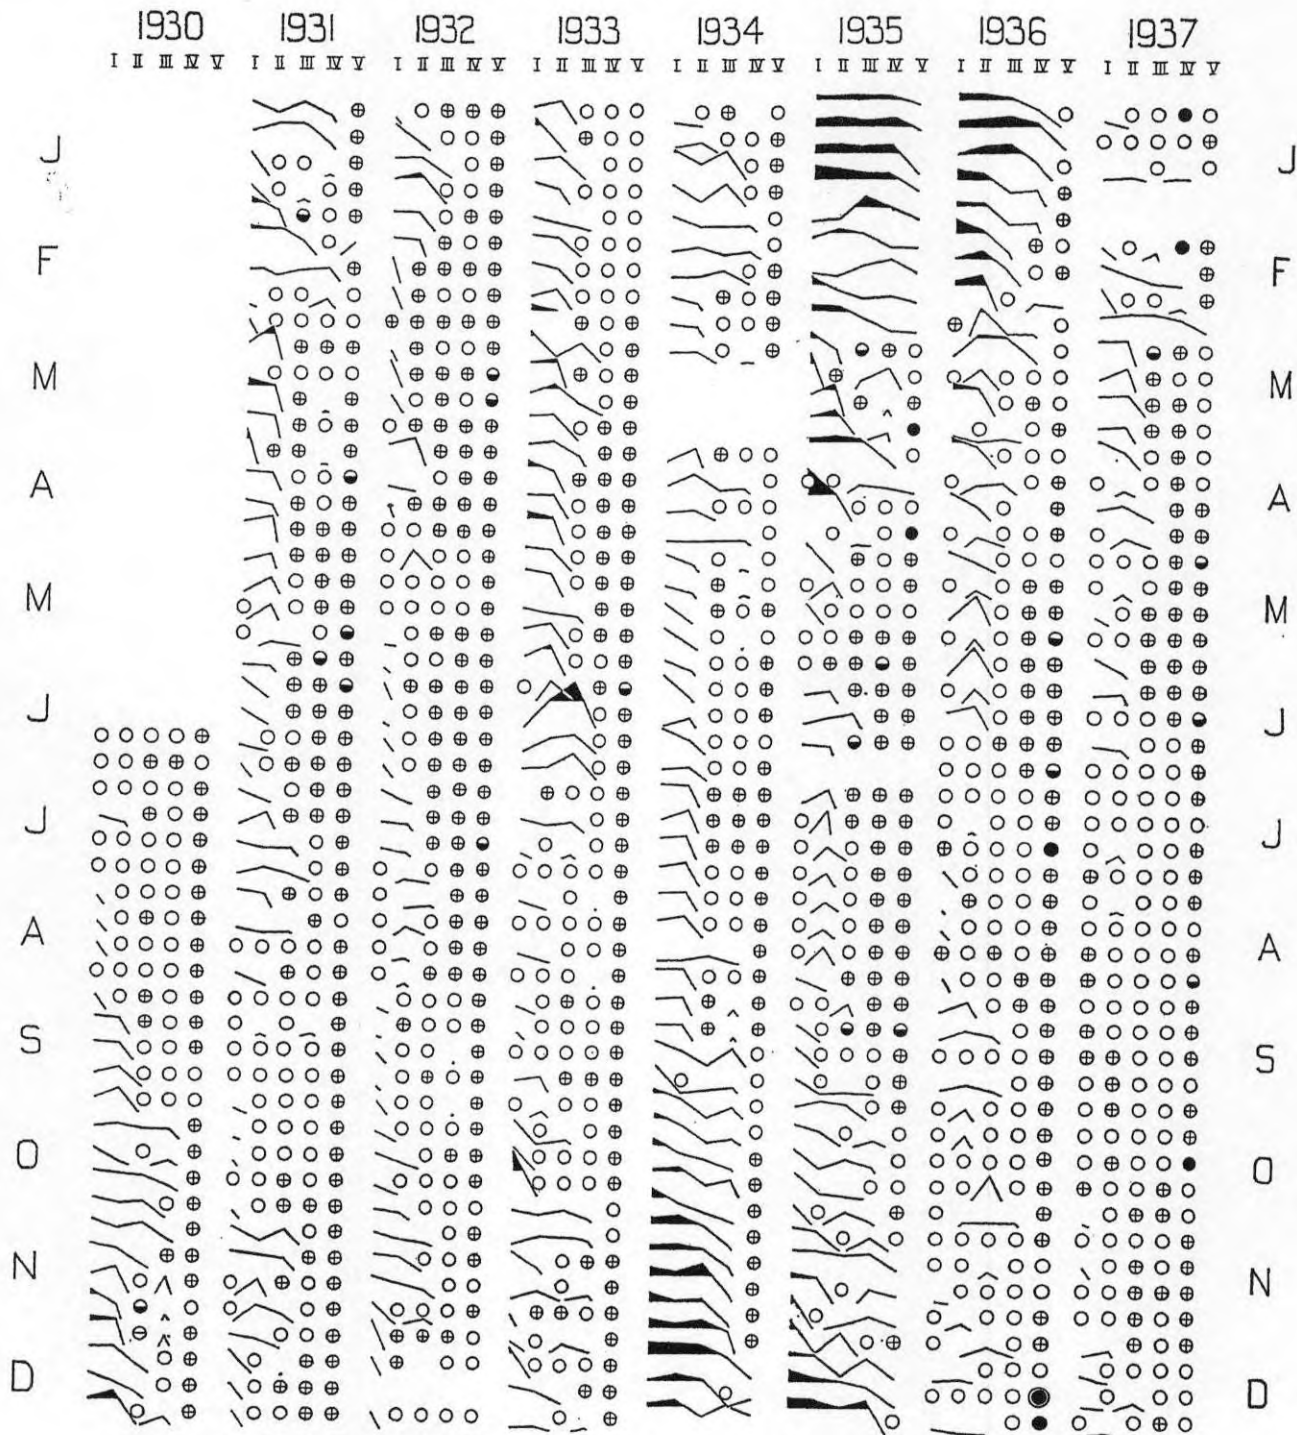 1930 1931 1932 1933 1934 1935 1936 1937
I II III IV V I II III IV V I II III IV V I II III IV V I II III IV V I II III IV V I II III IV V I II III IV V
J J
F F
M M
A A
M M
J J
J J
A A
S S
O O
N N
D D